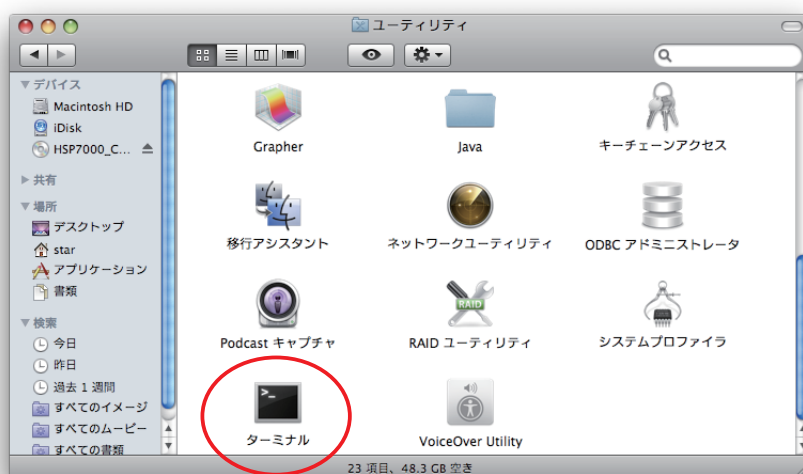 ユーティリティ
デバイス
Macintosh HD
iDisk
HSP7000_C...
共有
場所
デスクトップ
star
アプリケーション
書類
検索
今日
昨日
過去 1 週間
すべてのイメージ
すべてのムービー
すべての書類
Grapher
Java
キーチェーンアクセス
移行アシスタント
ネットワークユーティリティ
ODBC アドミニストレータ
Podcast キャプチャ
RAID
RAID ユーティリティ
システムプロファイラ
>_
ターミナル
VoiceOver Utility
23 項目、48.3 GB 空き